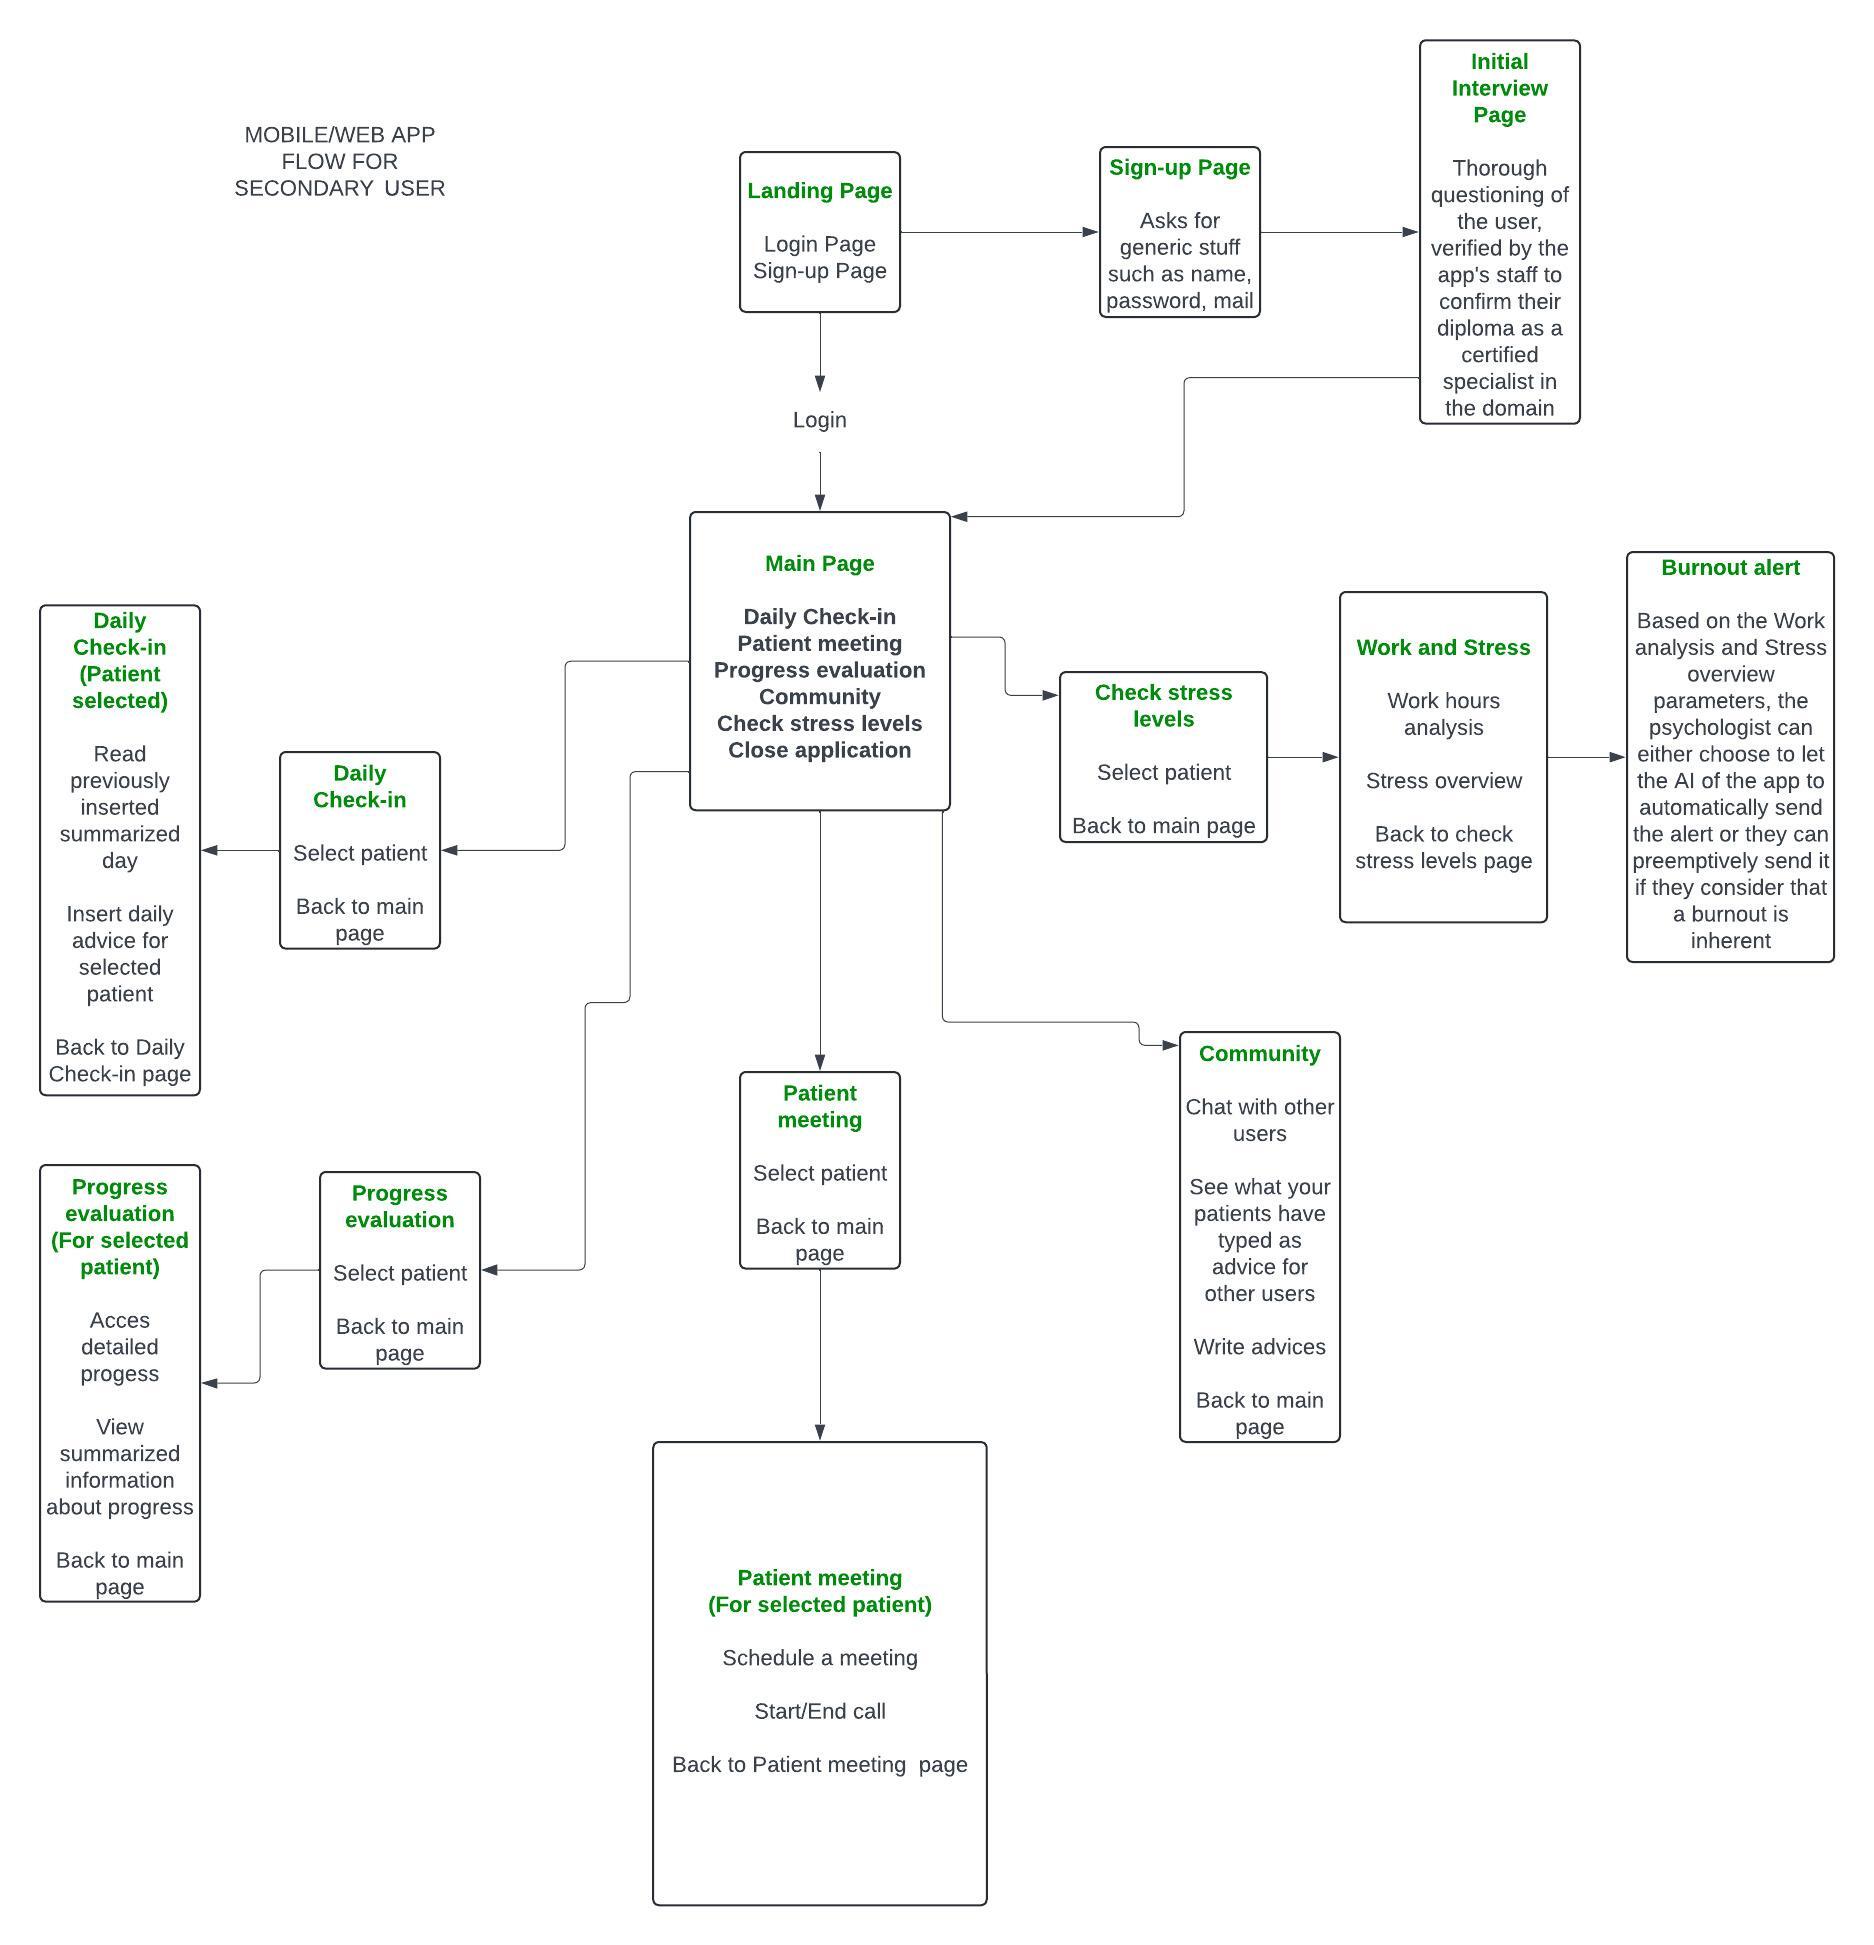 MOBILE/WEB APP
FLOW FOR
SECONDARY USER
Landing Page
Login Page
Sign-up Page
Sign-up Page
Asks for
generic stuff
such as name,
password, mail
Initial
Interview
Page
Thorough
questioning of
the user,
verified by the
app's staff to
confirm their
diploma as a
certified
specialist in
the domain
Login
Main Page
Daily Check-in
Patient meeting
Progress evaluation
Community
Check stress levels
Close application
Daily
Check-in
(Patient
selected)
Read
previously
inserted
summarized
day
Insert daily
advice for
selected
patient
Back to Daily
Check-in page
Daily
Check-in
Select patient
Back to main
page
Check stress
levels
Select patient
Back to main page
Work and Stress
Work hours
analysis
Stress overview
Back to check
stress levels page
Burnout alert
Based on the Work
analysis and Stress
overview
parameters, the
psychologist can
either choose to let
the AI of the app to
automatically send
the alert or they can
preemptively send it
if they consider that
a burnout is
inherent
Progress
evaluation
(For selected
patient)
Acces
detailed
progess
View
summarized
information
about progress
Back to main
page
Progress
evaluation
Select patient
Back to main
page
Patient
meeting
Select patient
Back to main
page
Community
Chat with other
users
See what your
patients have
typed as
advice for
other users
Write advices
Back to main
page
Patient meeting
(For selected patient)
Schedule a meeting
Start/End call
Back to Patient meeting page